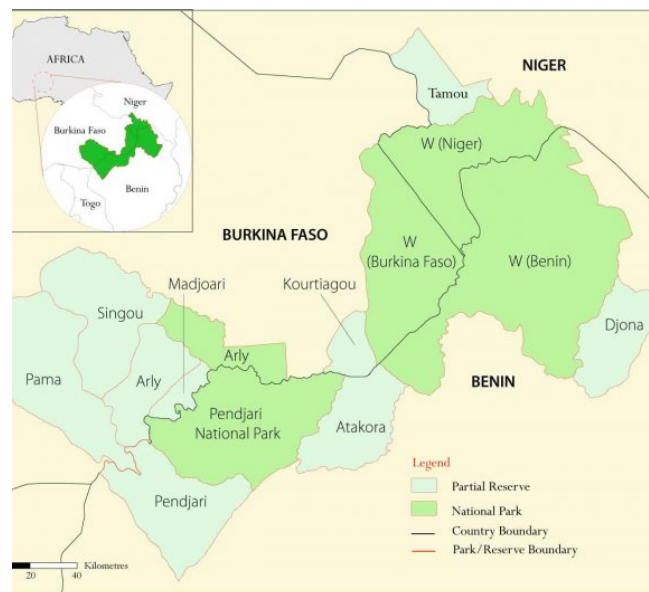 AFRICA
Niger
Burkina Faso
Benin
Togo
NIGER
Tamou
W (Niger)
BURKINA FASO
W
(Burkina Faso)
W (Benin)
Madjoari
Kourtiagou
Singou
Djona
Arly
Arly
Pama
BENIN
Pendjari
National Park
Atakora
Pendjari
Legend
Partial Reserve
National Park
Country Boundary
Park/Reserve Boundary
Kilometres
20
40